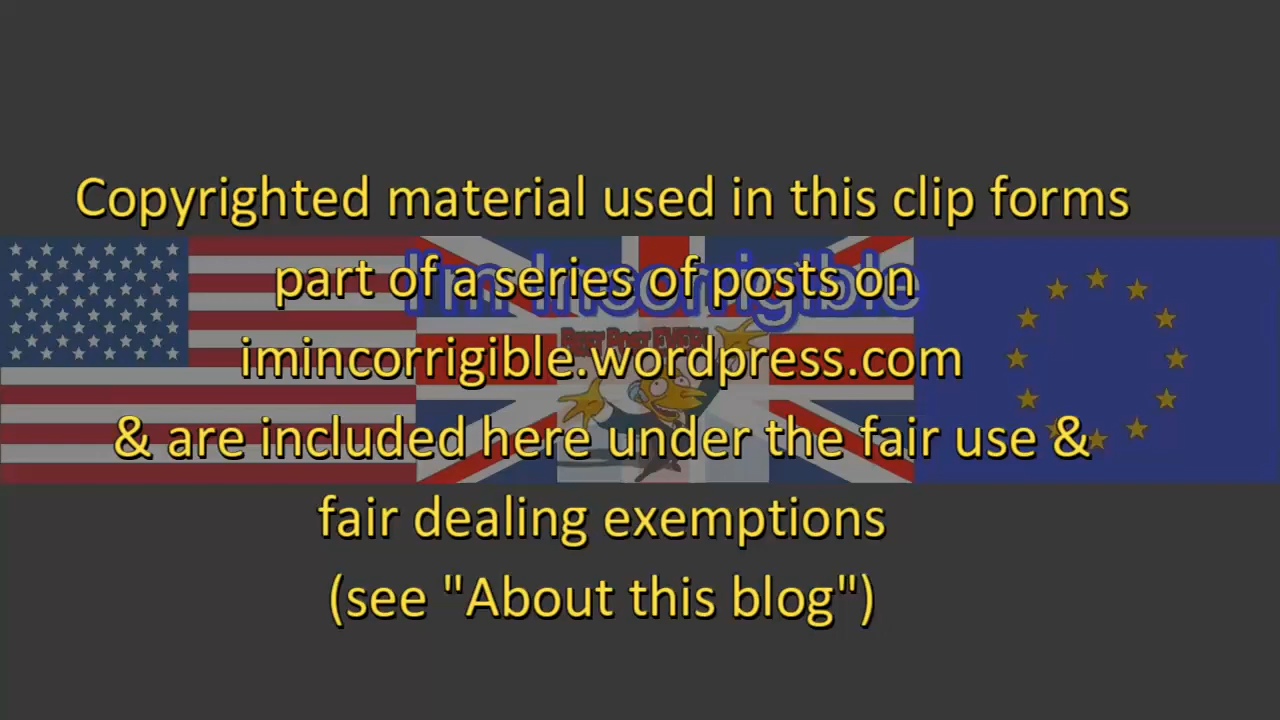 Copyrighted material used in this clip forms
part of a series of posts on
I'm Incorrigible
imincorrigible.wordpress.com
& are included here under the fair use &
fair dealing exemptions
(see "About this blog")